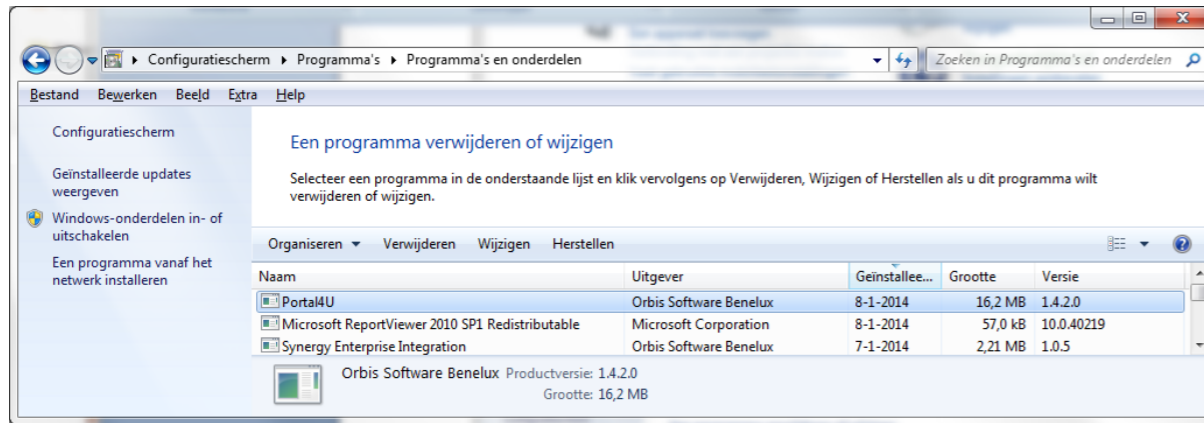 Configuratiescherm ▸ Programma's ▸ Programma's en onderdelen
Zoeken in Programma's en onderdelen
Bestand Bewerken Beeld Extra Help
Configuratiescherm
Geïnstalleerde updates
weergeven
Windows-onderdelen in- of
uitschakelen
Een programma vanaf het
netwerk installeren
Een programma verwijderen of wijzigen
Selecteer een programma in de onderstaande lijst en klik vervolgens op Verwijderen, Wijzigen of Herstellen als u dit programma wilt
verwijderen of wijzigen.
Organiseren Verwijderen Wijzigen Herstellen
Naam Uitgever Geïnstallee... Grootte Versie
Portal4U Orbis Software Benelux 8-1-2014 16,2 MB 1.4.2.0
Microsoft ReportViewer 2010 SP1 Redistributable Microsoft Corporation 8-1-2014 57,0 kB 10.0.40219
Synergy Enterprise Integration Orbis Software Benelux 7-1-2014 2,21 MB 1.0.5
Orbis Software Benelux Productversie: 1.4.2.0
Grootte: 16,2 MB